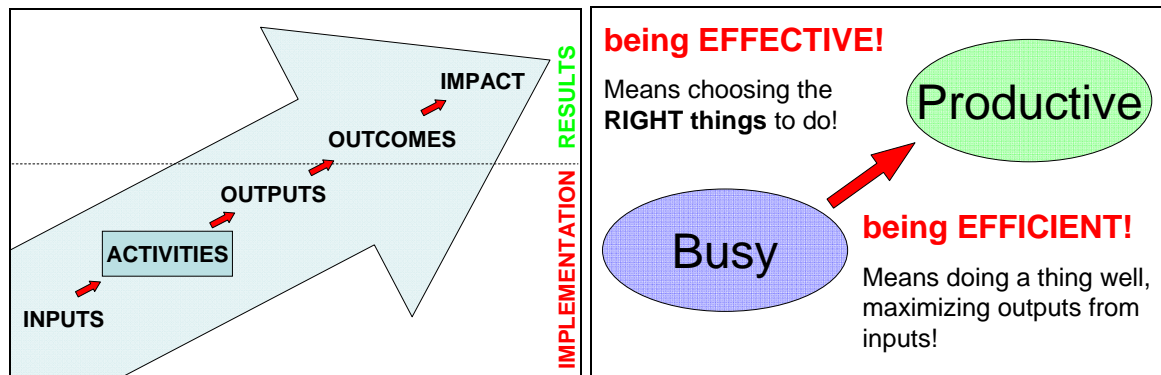 IMPACT
OUTCOMES
OUTPUTS
ACTIVITIES
INPUTS
RESULTS
IMPLEMENTATION
being EFFECTIVE!
Means choosing the
RIGHT things to do!
Productive
Busy
being EFFICIENT!
Means doing a thing well,
maximizing outputs from
inputs!